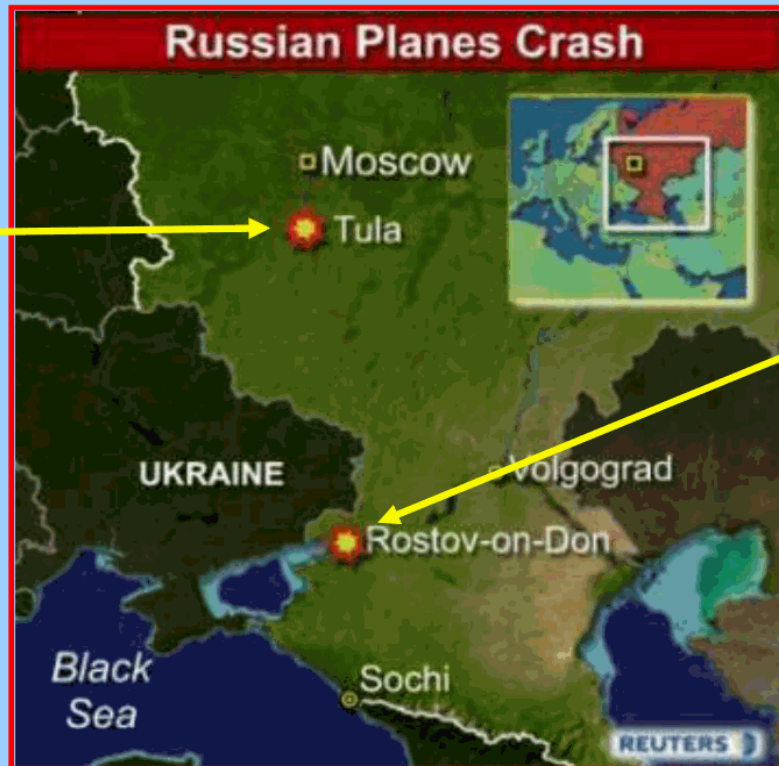 Russian Planes Crash
Moscow
Tula
UKRAINE
Volgograd
Rostov-on-Don
Black
Sea
Sochi
REUTERS